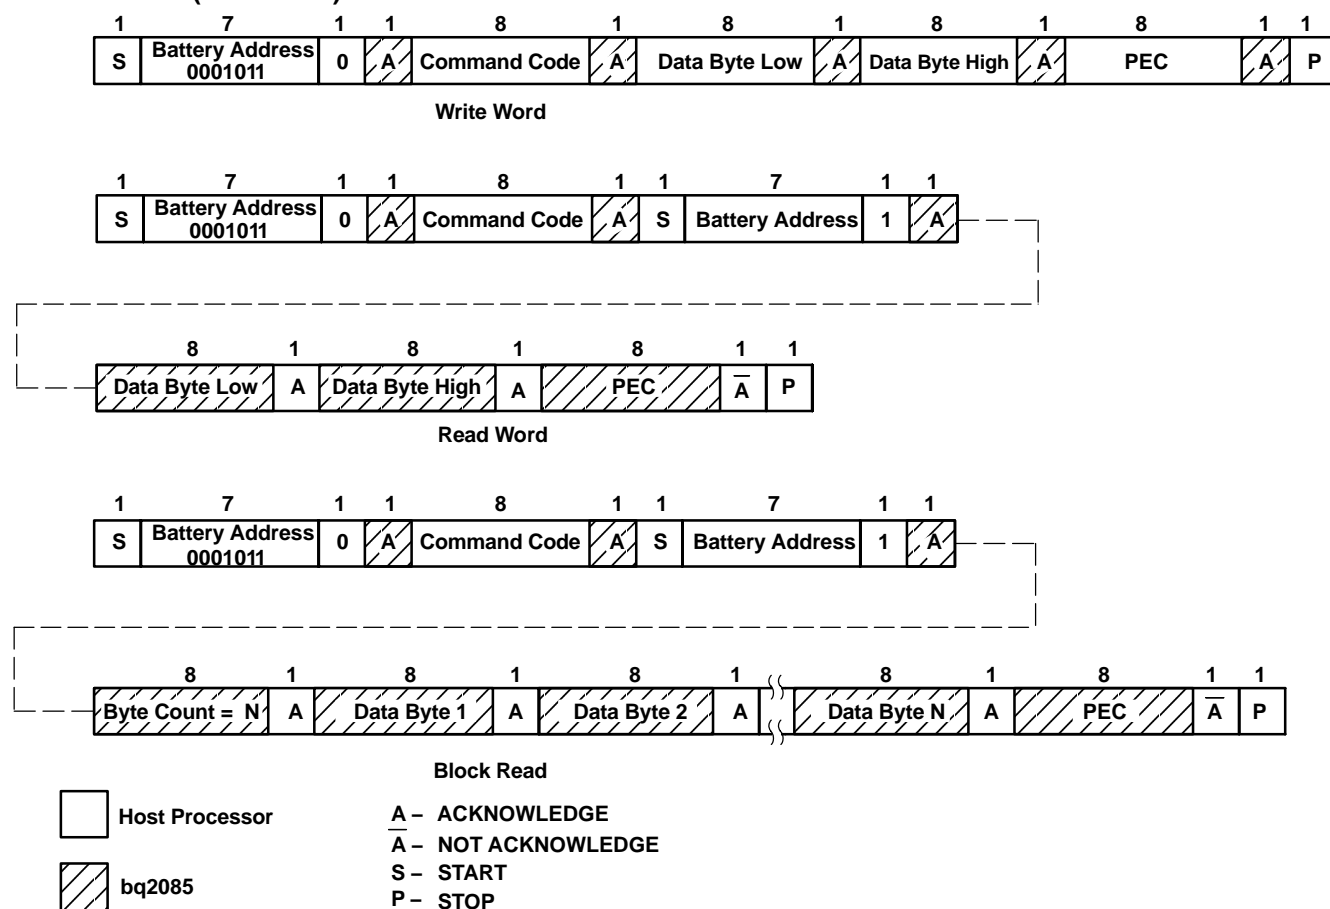 1 7 1 1 8 1 8 1 8 1 8 1 1
S Battery Address 0001011 0 A Command Code A Data Byte Low A Data Byte High A PEC A P
Write Word
1 7 1 1 8 1 1 7 1 1
S Battery Address 0001011 0 A Command Code A S Battery Address 1 A
8 1 8 1 8 1 1
Data Byte Low A Data Byte High A PEC A̅ P
Read Word
1 7 1 1 8 1 1 7 1 1
S Battery Address 0001011 0 A Command Code A S Battery Address 1 A
8 1 8 1 8 1 8 1 8 1 1
Byte Count = N A Data Byte 1 A Data Byte 2 A Data Byte N A PEC A̅ P
Block Read
Host Processor
bq2085
A – ACKNOWLEDGE
A̅ – NOT ACKNOWLEDGE
S – START
P – STOP